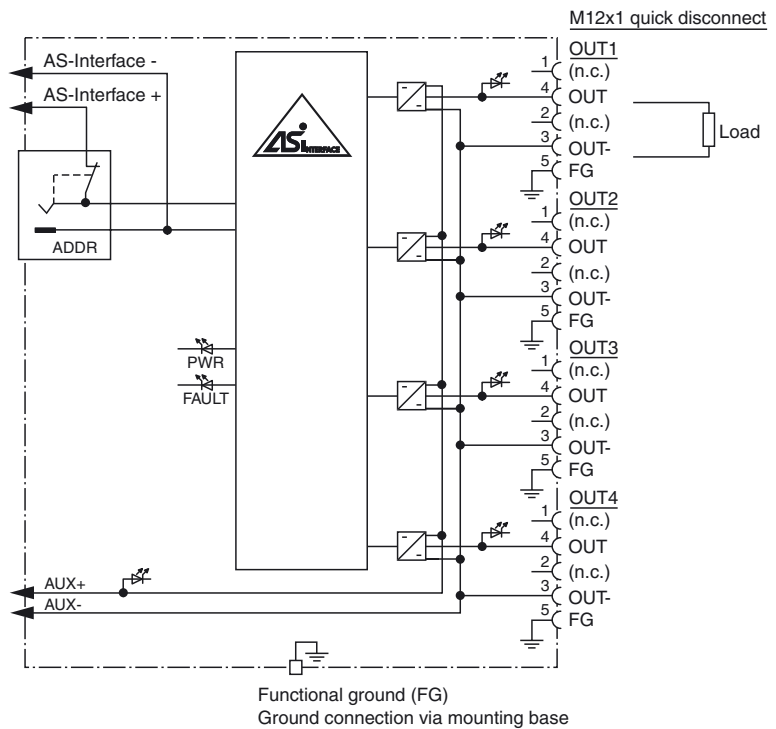 M12x1 quick disconnect
AS-Interface -
AS-Interface +
ADDR
ASi
INTERFACE
PWR
FAULT
AUX+
AUX-
OUT1
1 (n.c.)
4 OUT
2 (n.c.)
3 OUT-
5 FG
Load
OUT2
1 (n.c.)
4 OUT
2 (n.c.)
3 OUT-
5 FG
OUT3
1 (n.c.)
4 OUT
2 (n.c.)
3 OUT-
5 FG
OUT4
1 (n.c.)
4 OUT
2 (n.c.)
3 OUT-
5 FG
Functional ground (FG)
Ground connection via mounting base